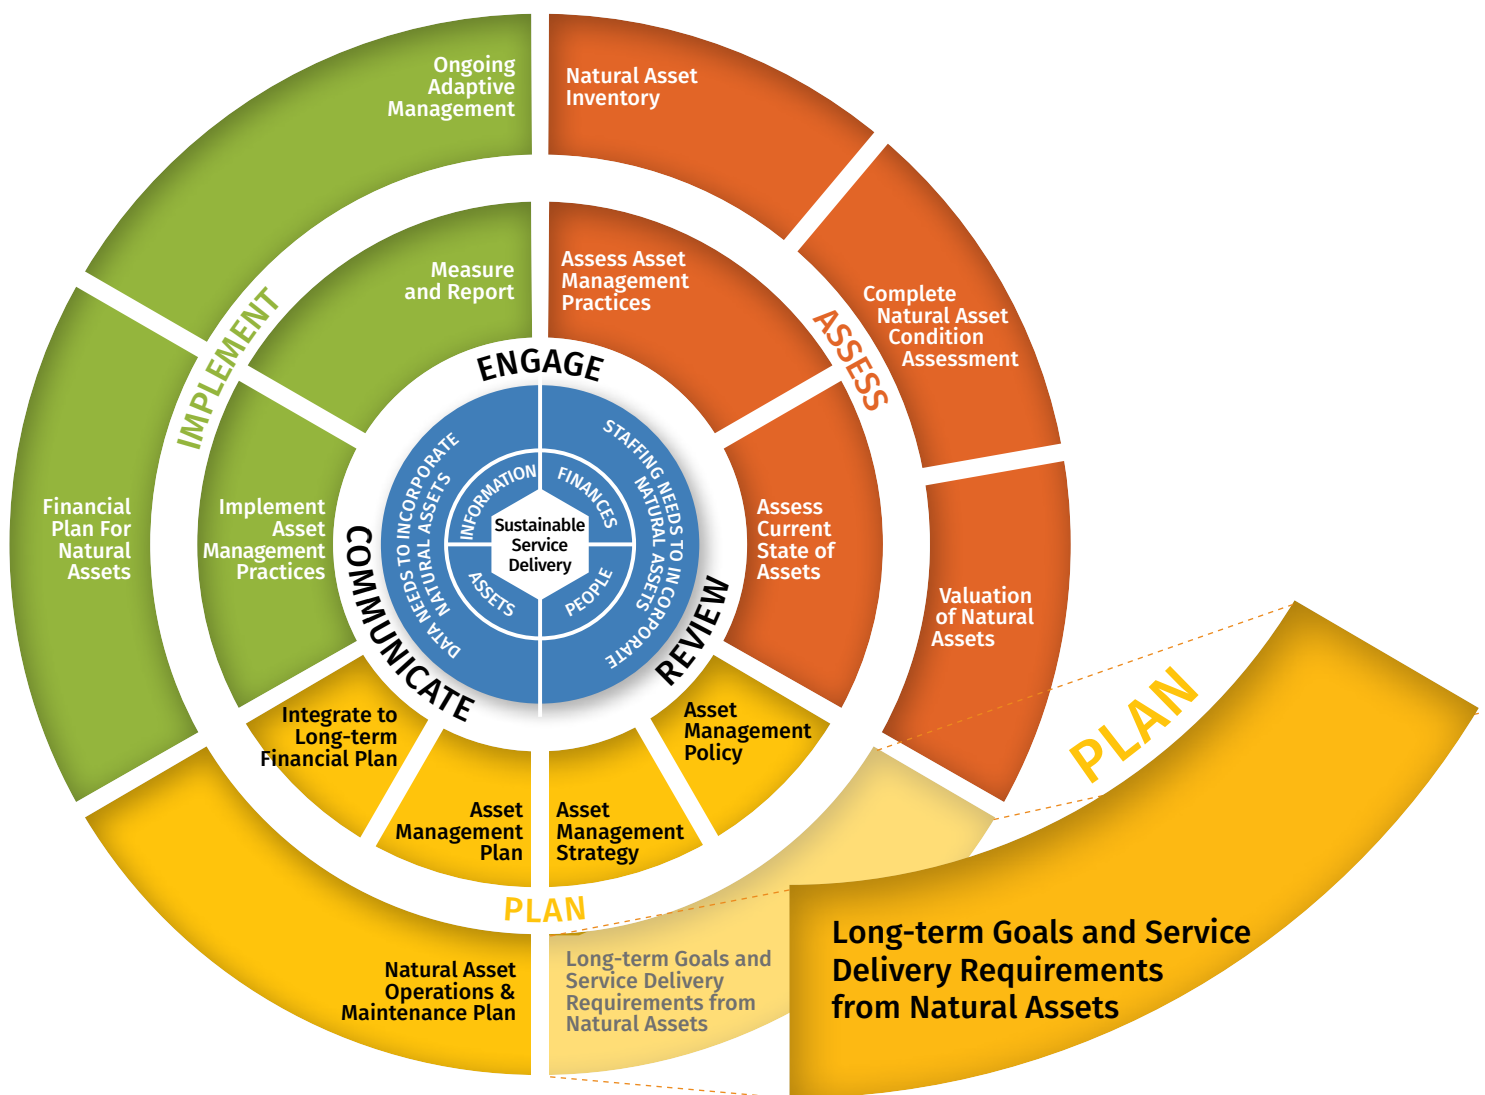 Ongoing
Adaptive
Management
Natural Asset
Inventory
Complete
Natural Asset
Condition
Assessment
Valuation
of Natural
Assets
Financial
Plan For
Natural
Assets
Natural Asset
Operations &
Maintenance Plan
Long-term Goals and
Service Delivery
Requirements from
Natural Assets
IMPLEMENT
ASSESS
PLAN
Measure
and Report
Assess Asset
Management
Practices
Implement
Asset
Management
Practices
Assess
Current
State of
Assets
Integrate to
Long-term
Financial Plan
Asset
Management
Plan
Asset
Management
Strategy
Asset
Management
Policy
ENGAGE
COMMUNICATE
REVIEW
DATA NEEDS TO INCORPORATE
NATURAL ASSETS
STAFFING NEEDS TO INCORPORATE
NATURAL ASSETS
INFORMATION
FINANCES
ASSETS
PEOPLE
Sustainable
Service
Delivery
PLAN
Long-term Goals and Service
Delivery Requirements
from Natural Assets